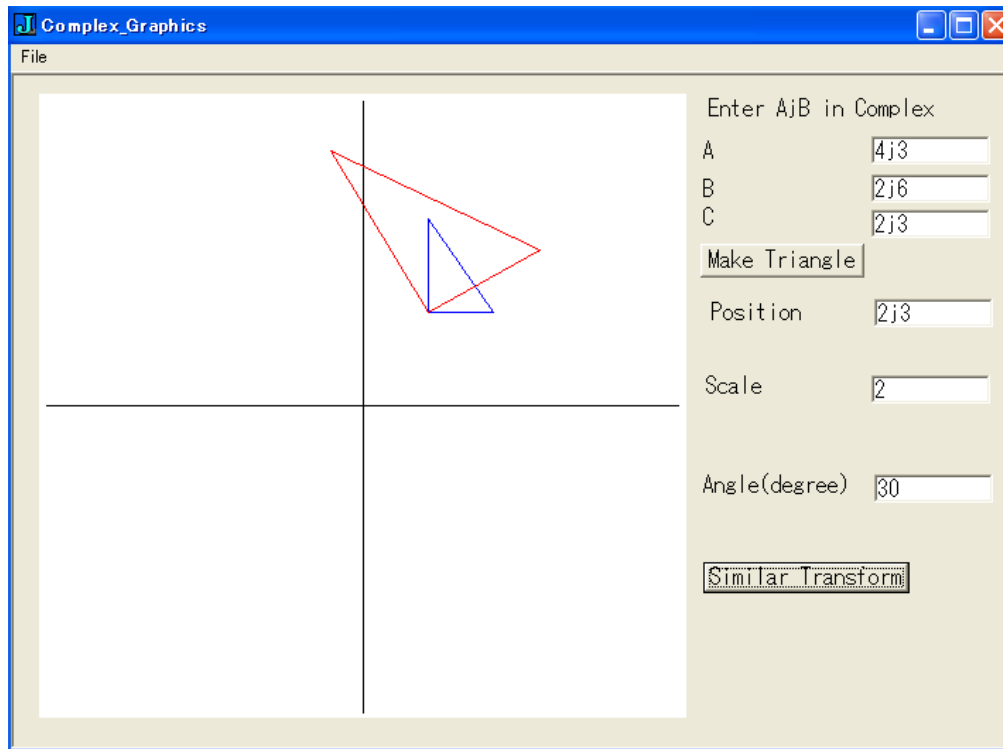 Complex_Graphics
File
Enter AjB in Complex
A 4j3
B 2j6
C 2j3
Make Triangle
Position 2j3
Scale 2
Angle(degree) 30
Similar Transform